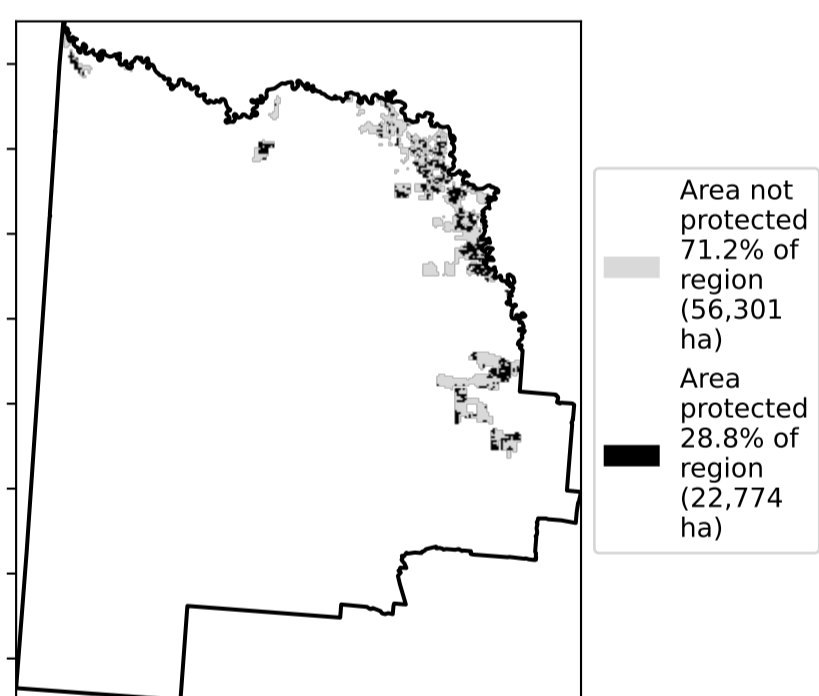 Area not
protected
71.2% of
region
(56,301
ha)
Area
protected
28.8% of
region
(22,774
ha)